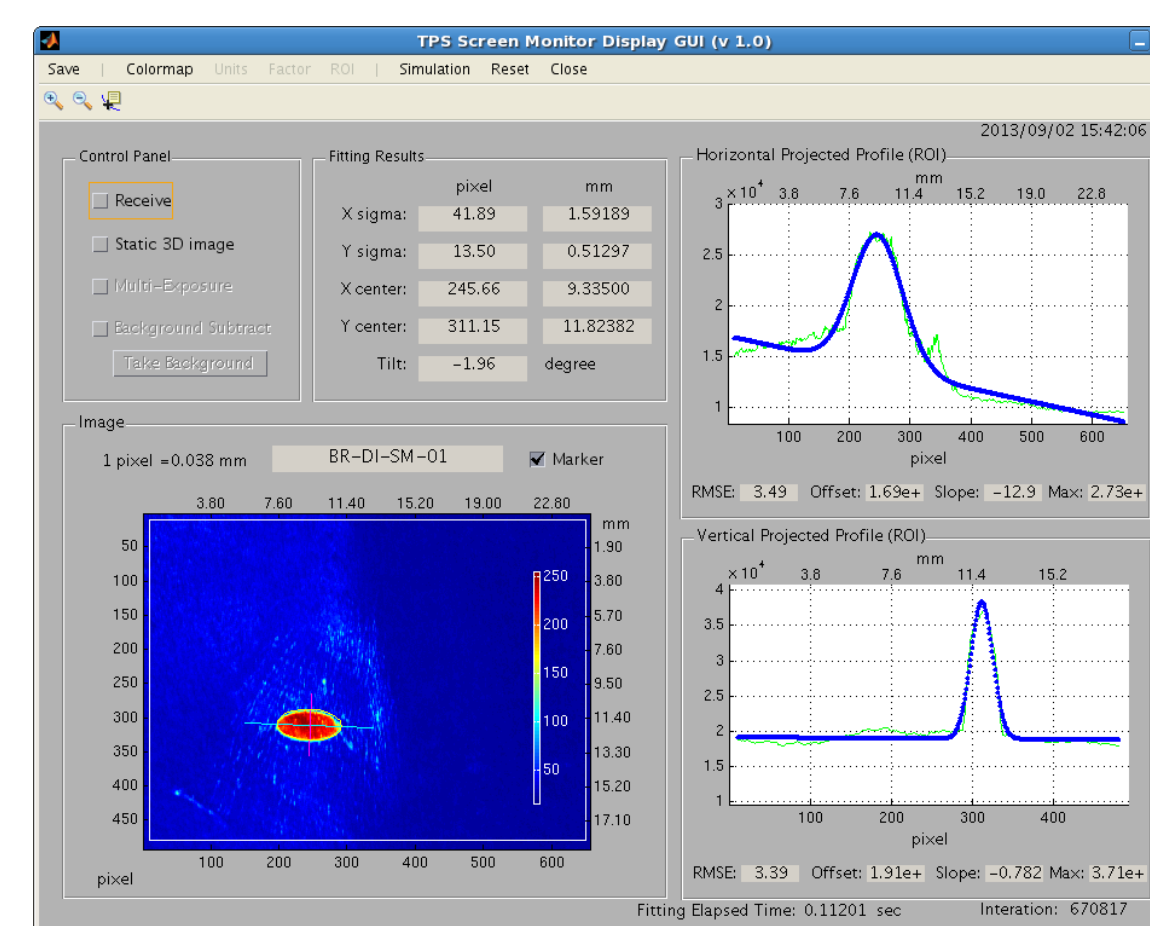 TPS Screen Monitor Display GUI (v 1.0)
Save | Colormap Units Factor ROI | Simulation Reset Close
2013/09/02 15:42:06
Control Panel
Receive
Static 3D image
Multi-Exposure
Background Subtract
Take Background
Fitting Results
pixel mm
X sigma: 41.89 1.59189
Y sigma: 13.50 0.51297
X center: 245.66 9.33500
Y center: 311.15 11.82382
Tilt: -1.96 degree
Horizontal Projected Profile (ROI)
mm
×10^4 3.8 7.6 11.4 15.2 19.0 22.8
3
2.5
2
1.5
1
100 200 300 400 500 600
pixel
RMSE: 3.49 Offset: 1.69e+ Slope: -12.9 Max: 2.73e+
Image
1 pixel =0.038 mm BR-DI-SM-01 Marker
3.80 7.60 11.40 15.20 19.00 22.80
mm
50 1.90
100 250 3.80
150 5.70
200 200 7.60
250 150 9.50
300 100 11.40
350 50 13.30
400 15.20
450 17.10
100 200 300 400 500 600
pixel
Vertical Projected Profile (ROI)
mm
×10^4 3.8 7.6 11.4 15.2
4
3.5
3
2.5
2
1.5
1
100 200 300 400
pixel
RMSE: 3.39 Offset: 1.91e+ Slope: -0.782 Max: 3.71e+
Fitting Elapsed Time: 0.11201 sec Interation: 670817